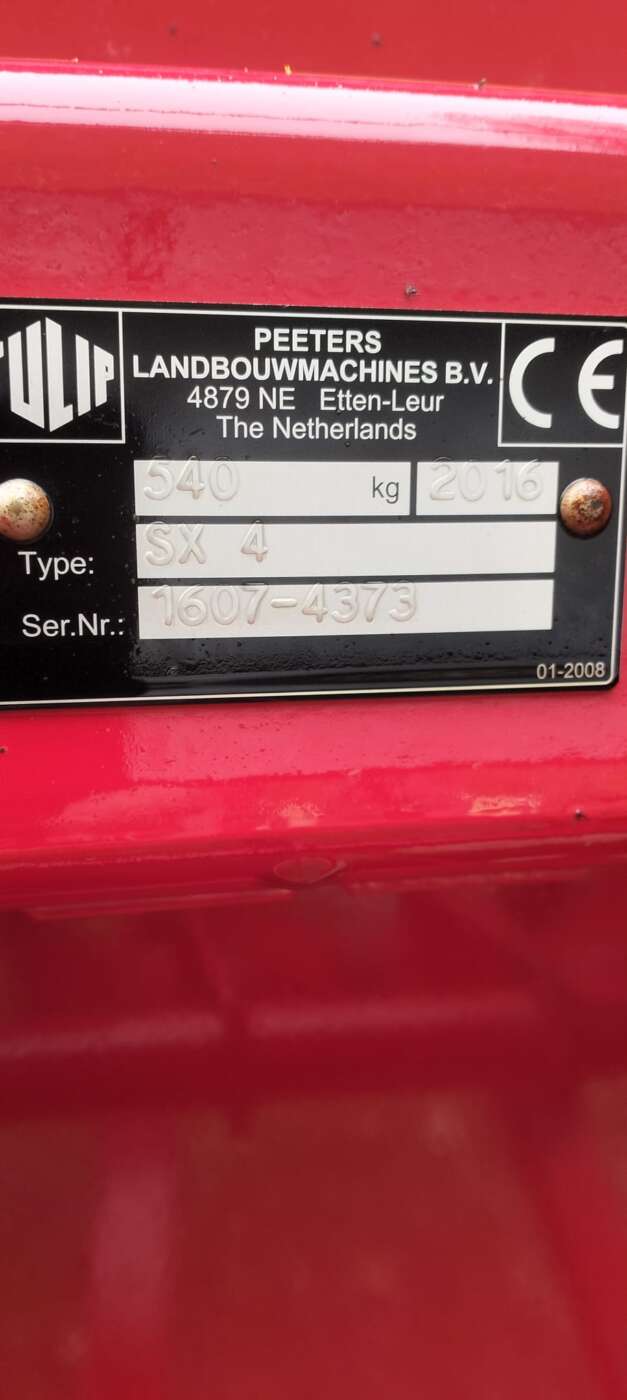 TULIP
PEETERS
LANDBOUWMACHINES B.V.
4879 NE Etten-Leur
The Netherlands
CE
540 kg 2016
Type: SX 4
Ser.Nr.: 1607-4373
01-2008